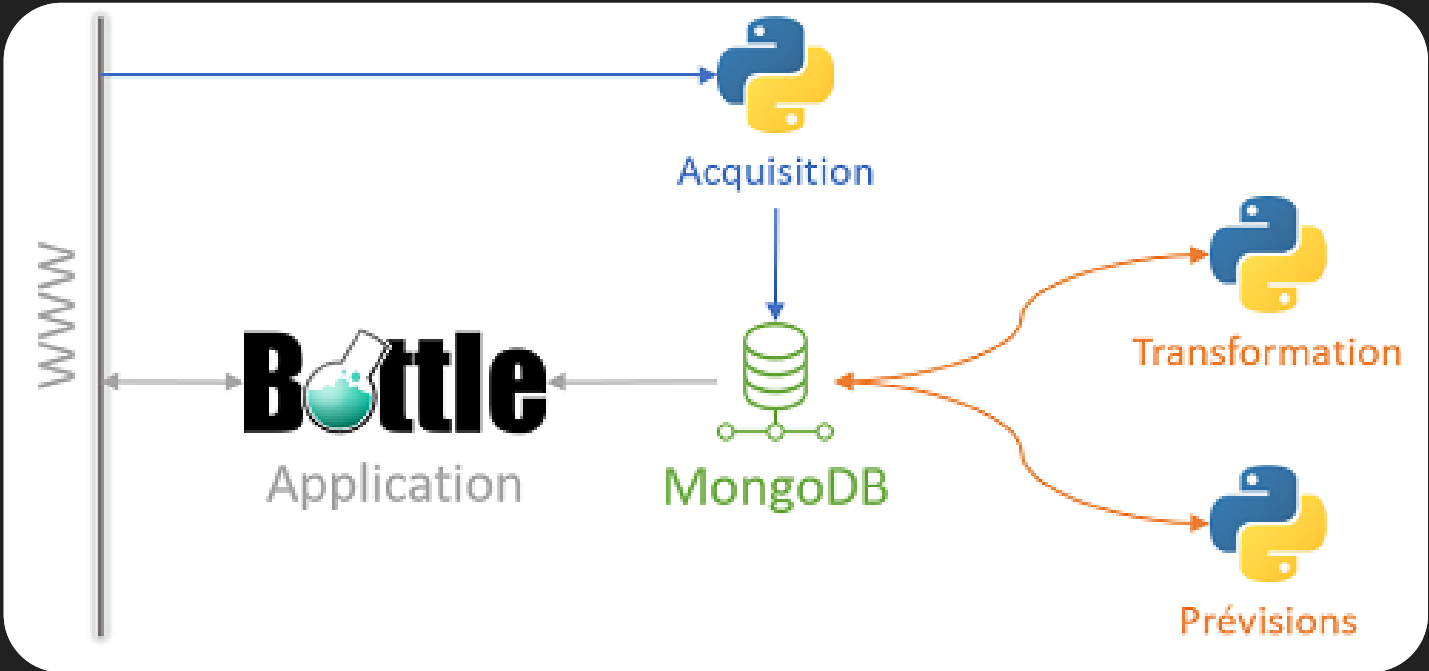 WWW
Acquisition
Transformation
Bottle
Application
MongoDB
Prévisions